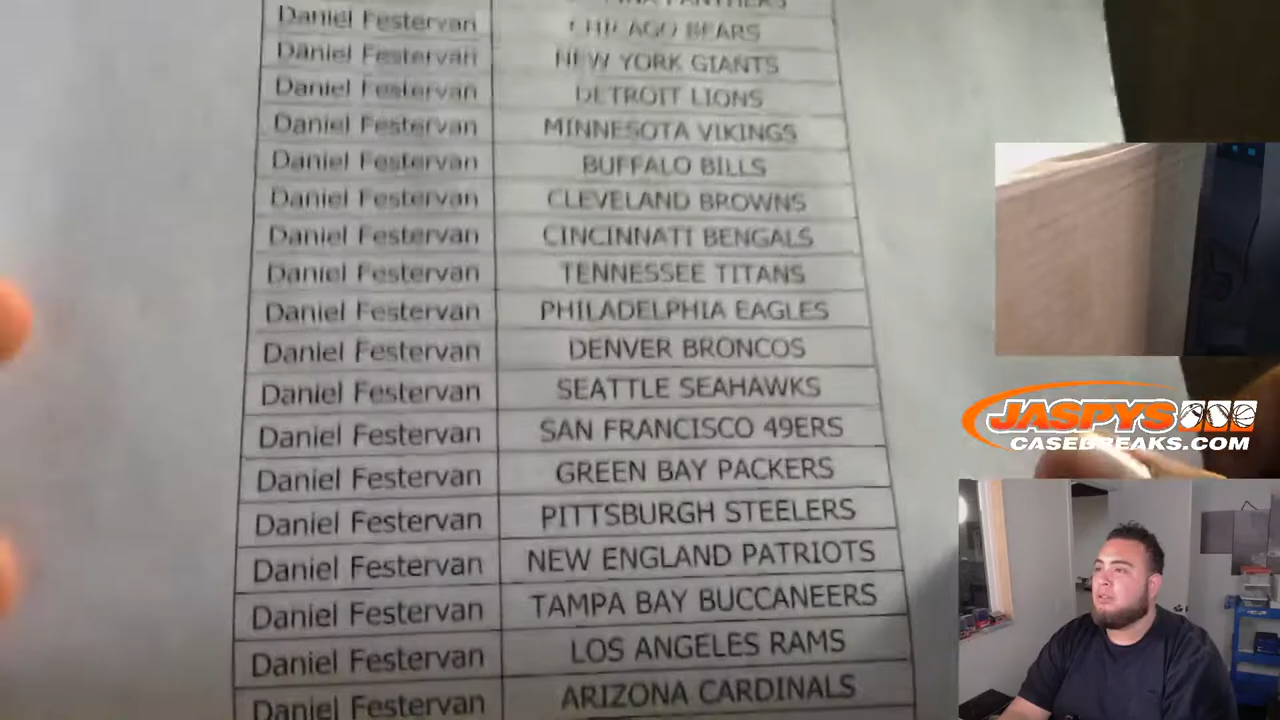 PANTHERS
Daniel Festervan CHICAGO BEARS
Daniel Festervan NEW YORK GIANTS
Daniel Festervan DETROIT LIONS
Daniel Festervan MINNESOTA VIKINGS
Daniel Festervan BUFFALO BILLS
Daniel Festervan CLEVELAND BROWNS
Daniel Festervan CINCINNATI BENGALS
Daniel Festervan TENNESSEE TITANS
Daniel Festervan PHILADELPHIA EAGLES
Daniel Festervan DENVER BRONCOS
Daniel Festervan SEATTLE SEAHAWKS
Daniel Festervan SAN FRANCISCO 49ERS
Daniel Festervan GREEN BAY PACKERS
Daniel Festervan PITTSBURGH STEELERS
Daniel Festervan NEW ENGLAND PATRIOTS
Daniel Festervan TAMPA BAY BUCCANEERS
Daniel Festervan LOS ANGELES RAMS
Daniel Festervan ARIZONA CARDINALS
JASPYS
CASEBREAKS.COM